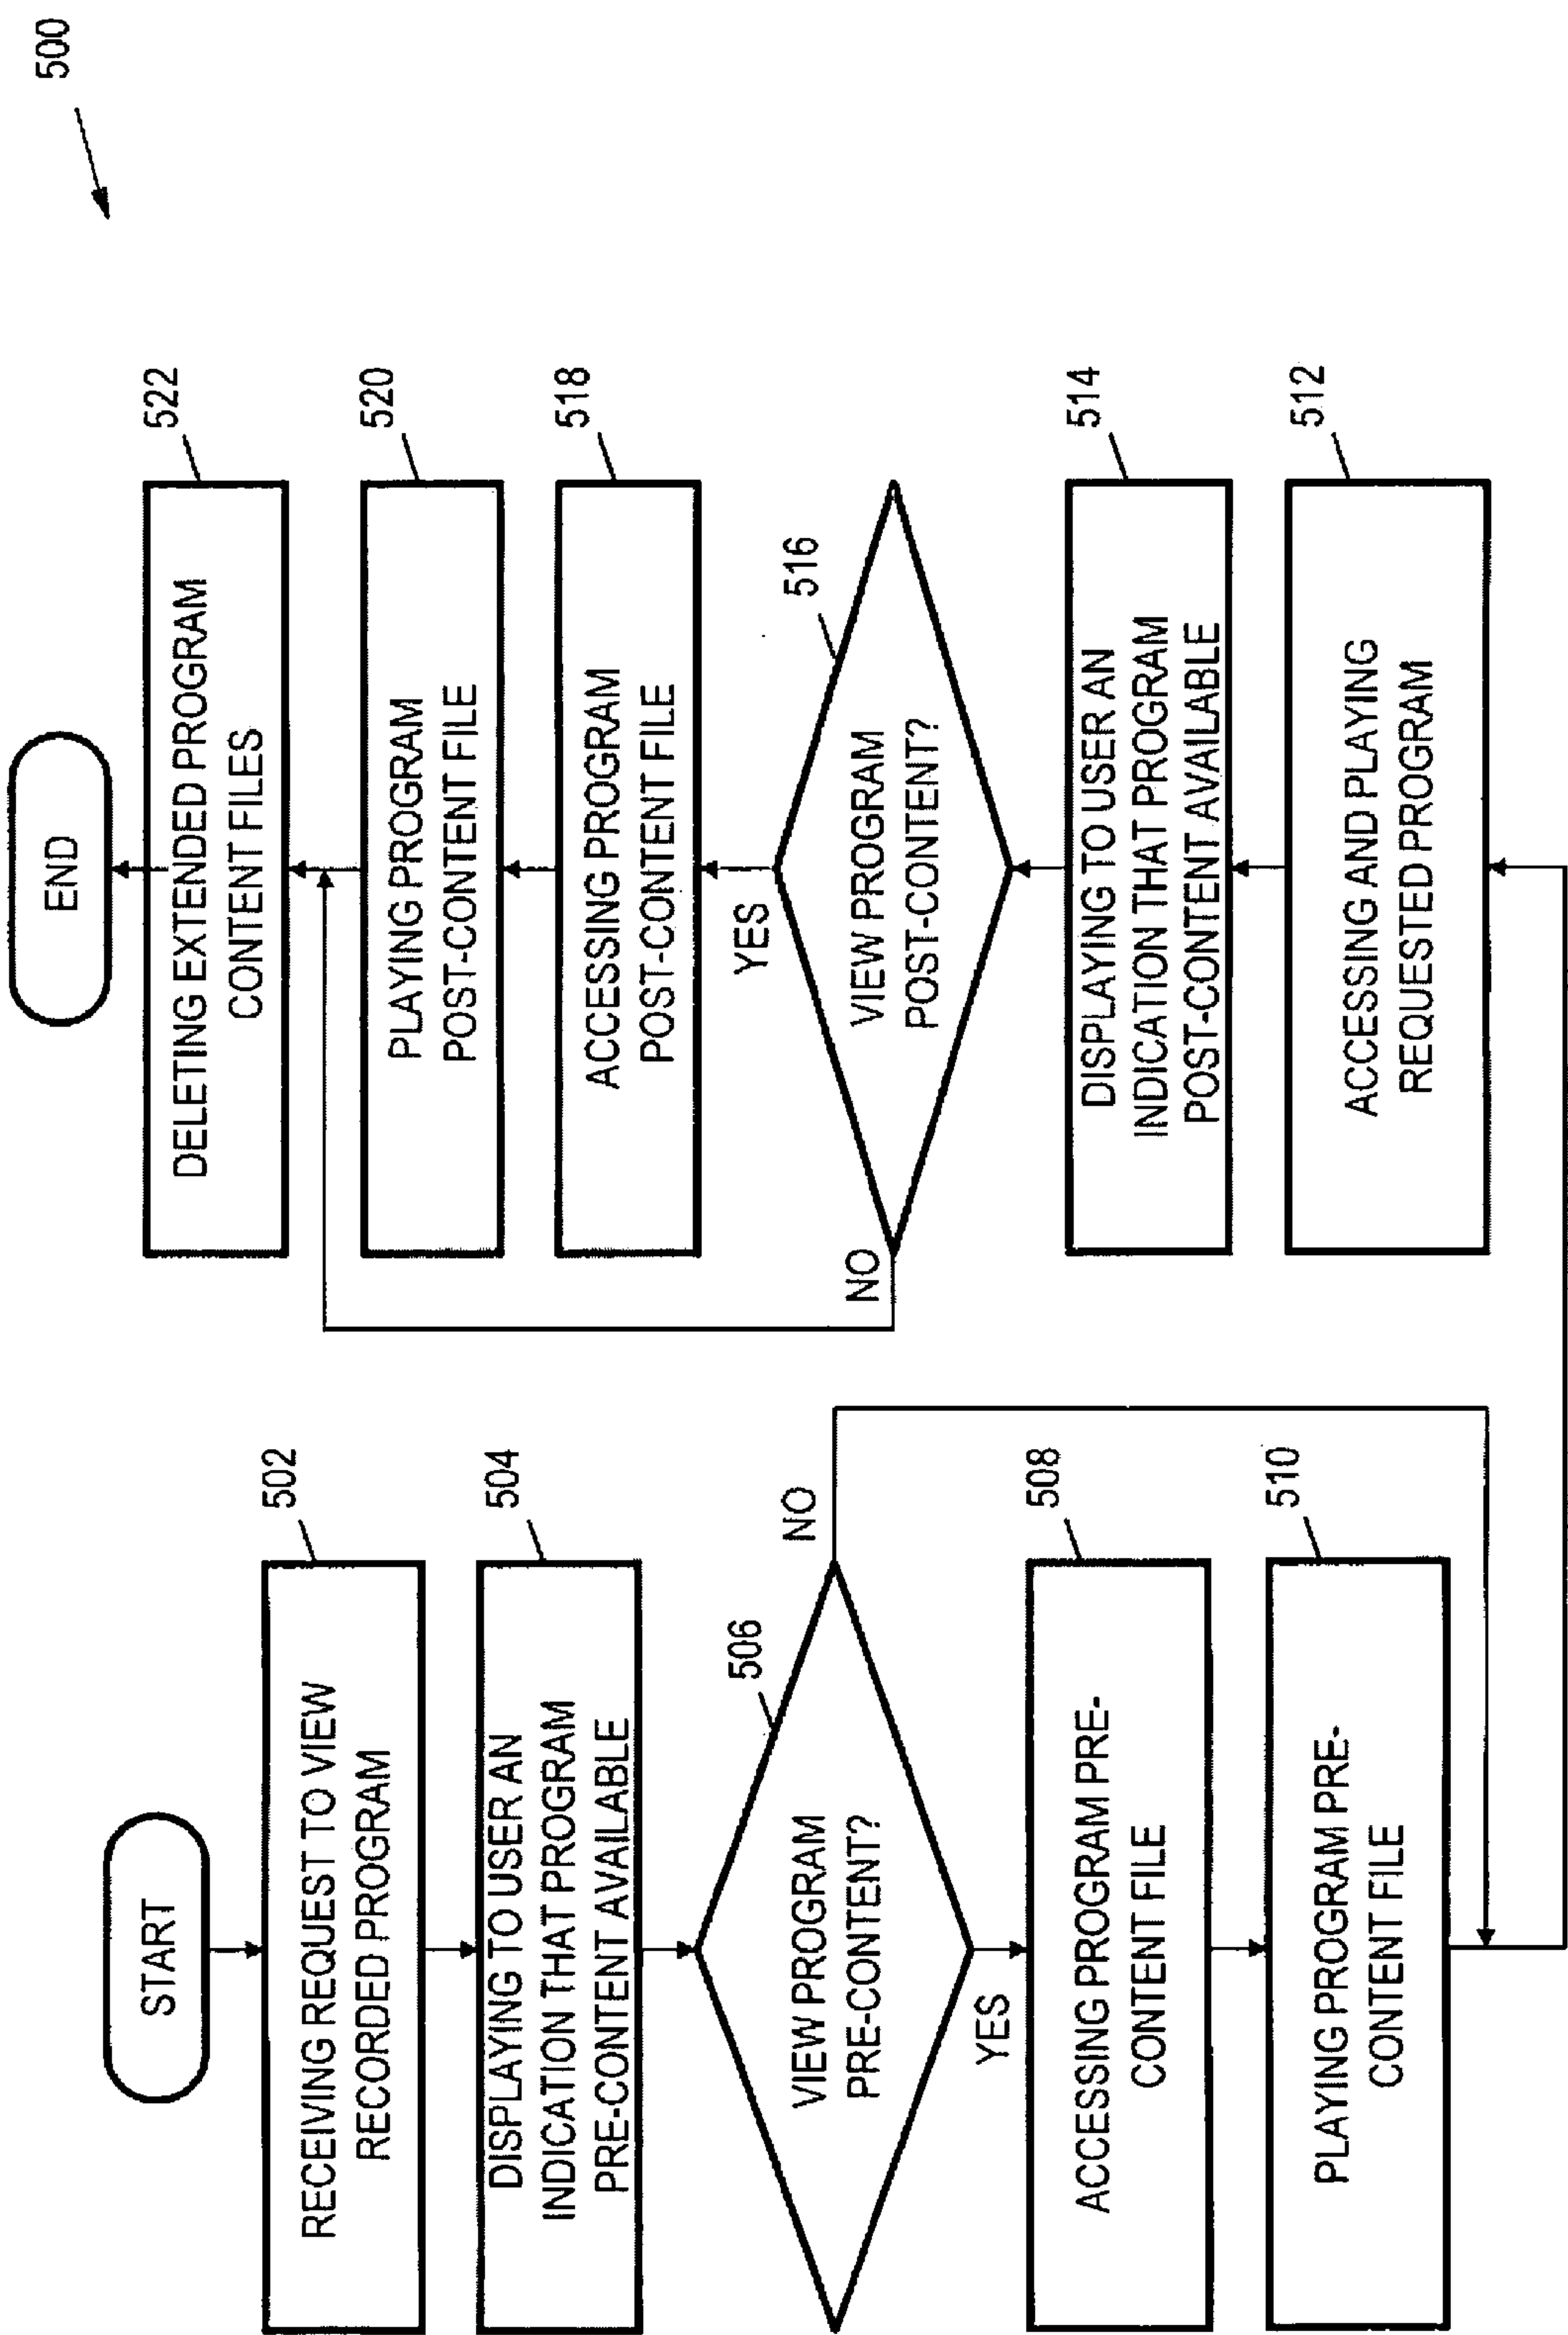 500
START
502
RECEIVING REQUEST TO VIEW
RECORDED PROGRAM
504
DISPLAYING TO USER AN
INDICATION THAT PROGRAM
PRE-CONTENT AVAILABLE
506
VIEW PROGRAM
PRE-CONTENT?
NO
YES
508
ACCESSING PROGRAM PRE-
CONTENT FILE
510
PLAYING PROGRAM PRE-
CONTENT FILE
512
ACCESSING AND PLAYING
REQUESTED PROGRAM
514
DISPLAYING TO USER AN
INDICATION THAT PROGRAM
POST-CONTENT AVAILABLE
516
VIEW PROGRAM
POST-CONTENT?
NO
YES
518
ACCESSING PROGRAM
POST-CONTENT FILE
520
PLAYING PROGRAM
POST-CONTENT FILE
522
DELETING EXTENDED PROGRAM
CONTENT FILES
END